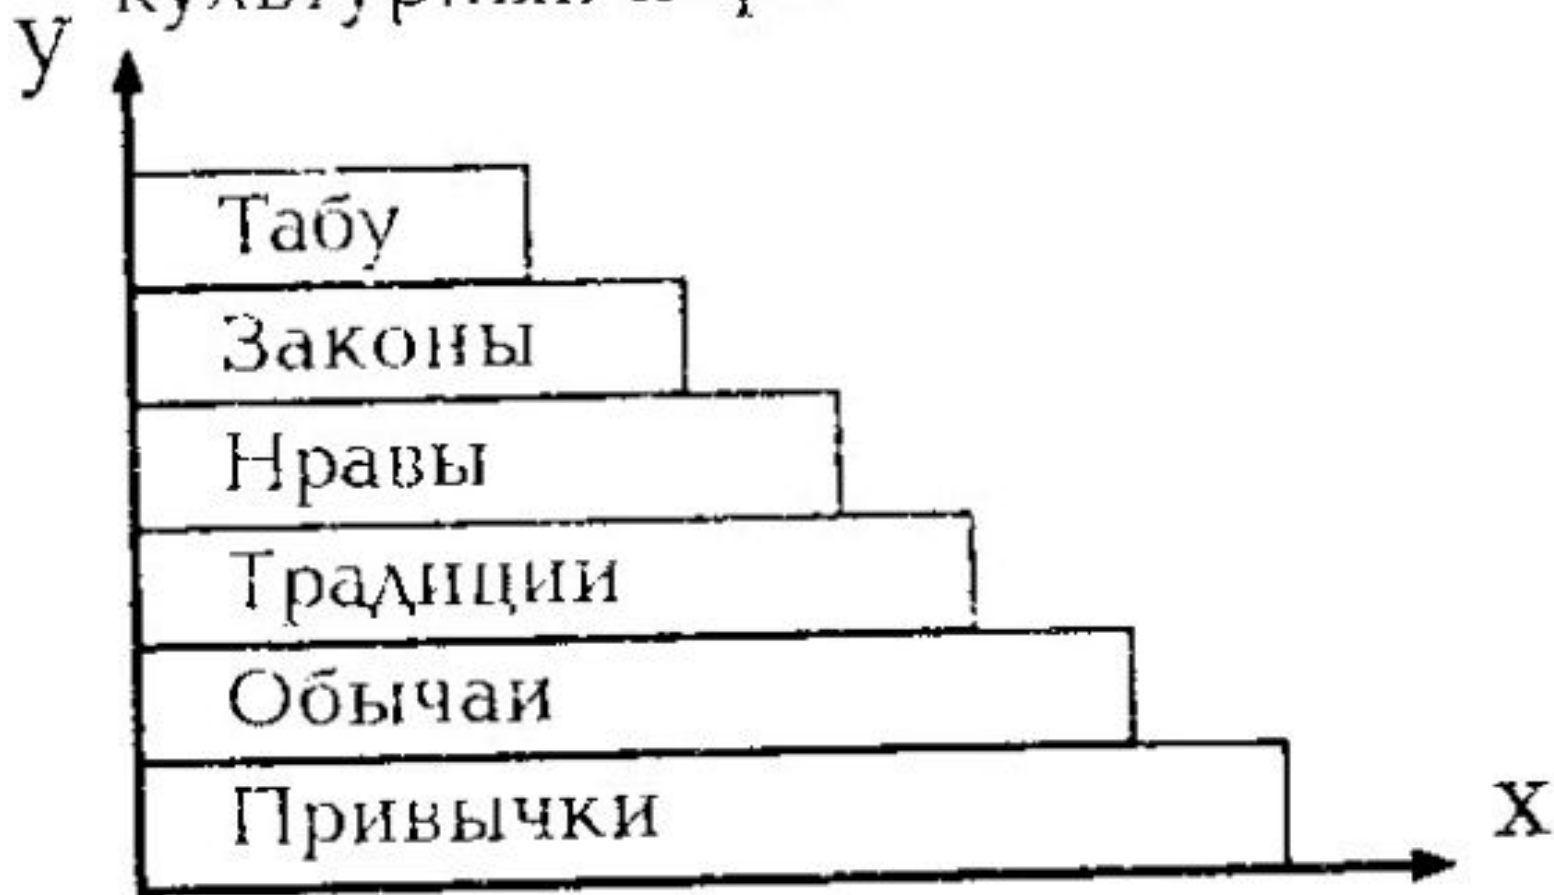 y
Табу
Законы
Нравы
Традиции
Обычаи
Привычки
x